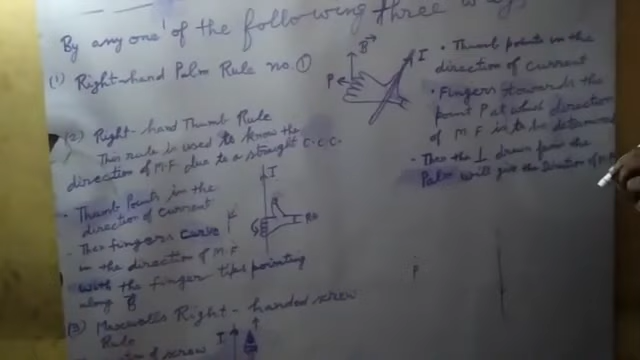 By any one of the following three ways
(1) Right-hand Palm Rule no. ①
B→
I
P
• Thumb points in the
direction of current
• Fingers towards the
point P at which direction
of M.F is to be determined
• Then the ⊥ drawn from the
Palm will give the direction of M.F
(2) Right-hand Thumb Rule
This rule is used to know the
direction of M.F due to a straight C.C.C.
• Thumb Points in the
direction of current
• The fingers curve
in the direction of M.F
with the finger tips pointing
along B
I
(3) Maxwells Right-handed screw
Rule
I
of screw
P